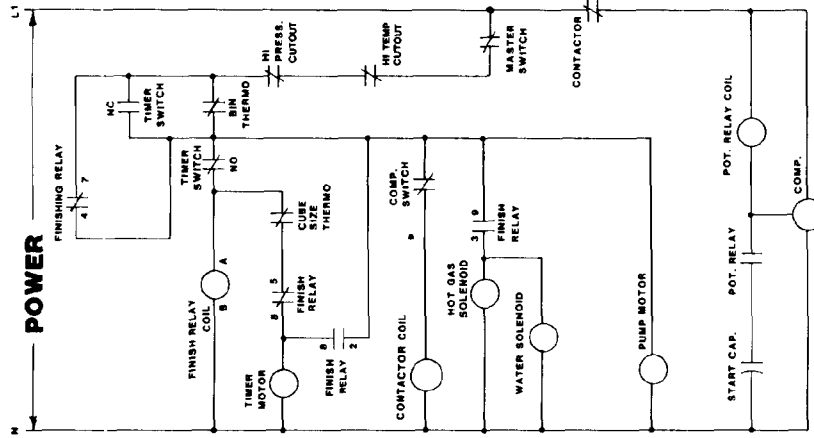 N
L1
POWER
FINISHING RELAY
4 7
NC
TIMER
SWITCH
FINISH RELAY
COIL
B A
TIMER
SWITCH
NO
BIN
THERMO
TIMER
MOTOR
8 5
FINISH
RELAY
CUBE
SIZE
THERMO
HI
PRESS.
CUTOUT
8
2
FINISH
RELAY
HI TEMP
CUTOUT
CONTACTOR COIL
COMP.
SWITCH
HOT GAS
SOLENOID
3 9
FINISH
RELAY
MASTER
SWITCH
WATER SOLENOID
CONTACTOR
PUMP MOTOR
START CAP.
POT. RELAY
POT. RELAY COIL
COMP.